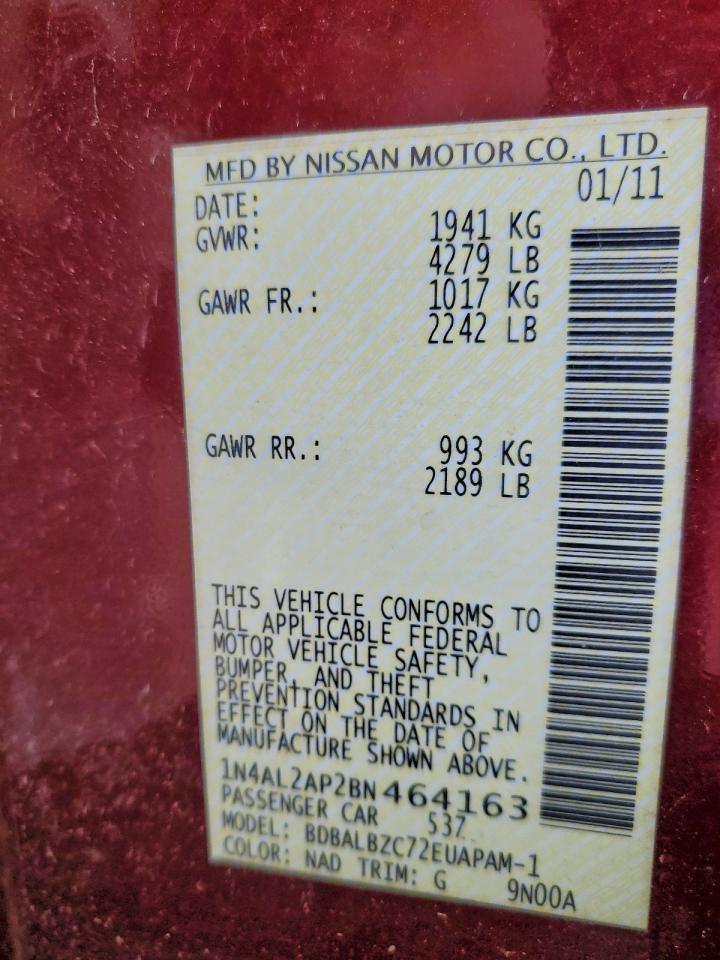 MFD BY NISSAN MOTOR CO., LTD.
DATE: 01/11
GVWR: 1941 KG
4279 LB
GAWR FR.: 1017 KG
2242 LB
GAWR RR.: 993 KG
2189 LB
THIS VEHICLE CONFORMS TO
ALL APPLICABLE FEDERAL
MOTOR VEHICLE SAFETY,
BUMPER, AND THEFT
PREVENTION STANDARDS IN
EFFECT ON THE DATE OF
MANUFACTURE SHOWN ABOVE.
1N4AL2AP2BN 464163
PASSENGER CAR 537
MODEL: BDBALBZC72EUAPAM-1
COLOR: NAD TRIM: G 9N00A